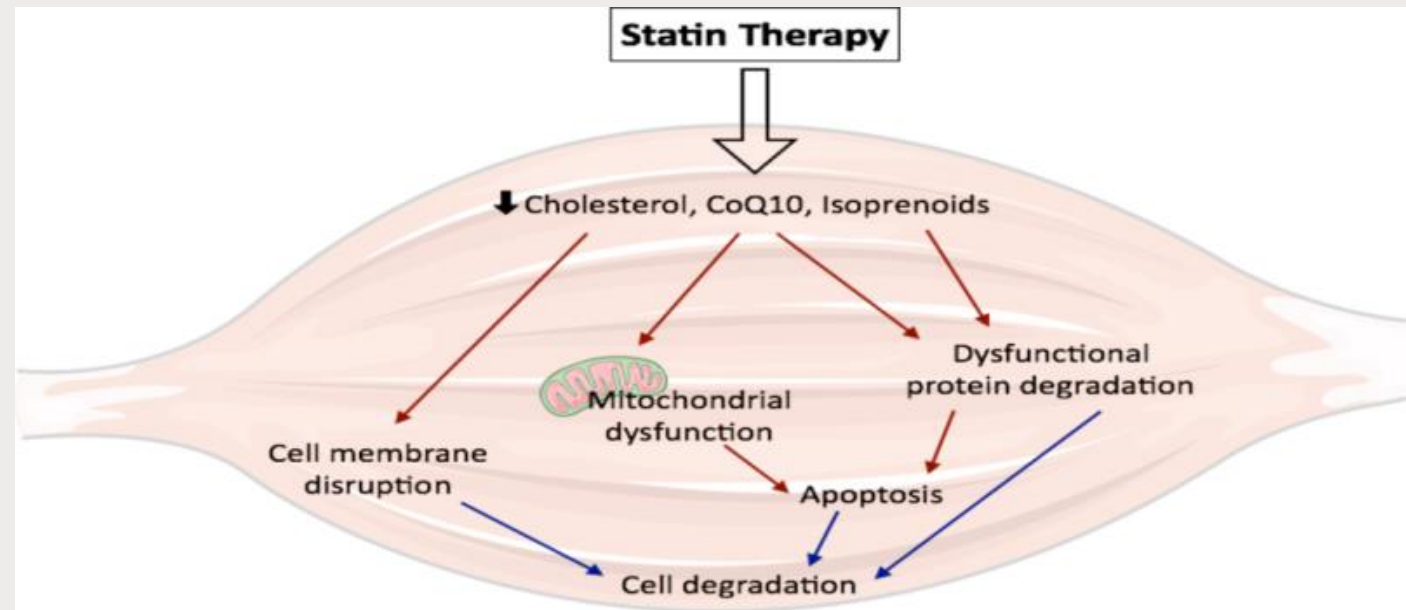 Statin Therapy
⬇Cholesterol, CoQ10, Isoprenoids
Dysfunctional
protein degradation
Mitochondrial
dysfunction
Cell membrane
disruption
Apoptosis
Cell degradation